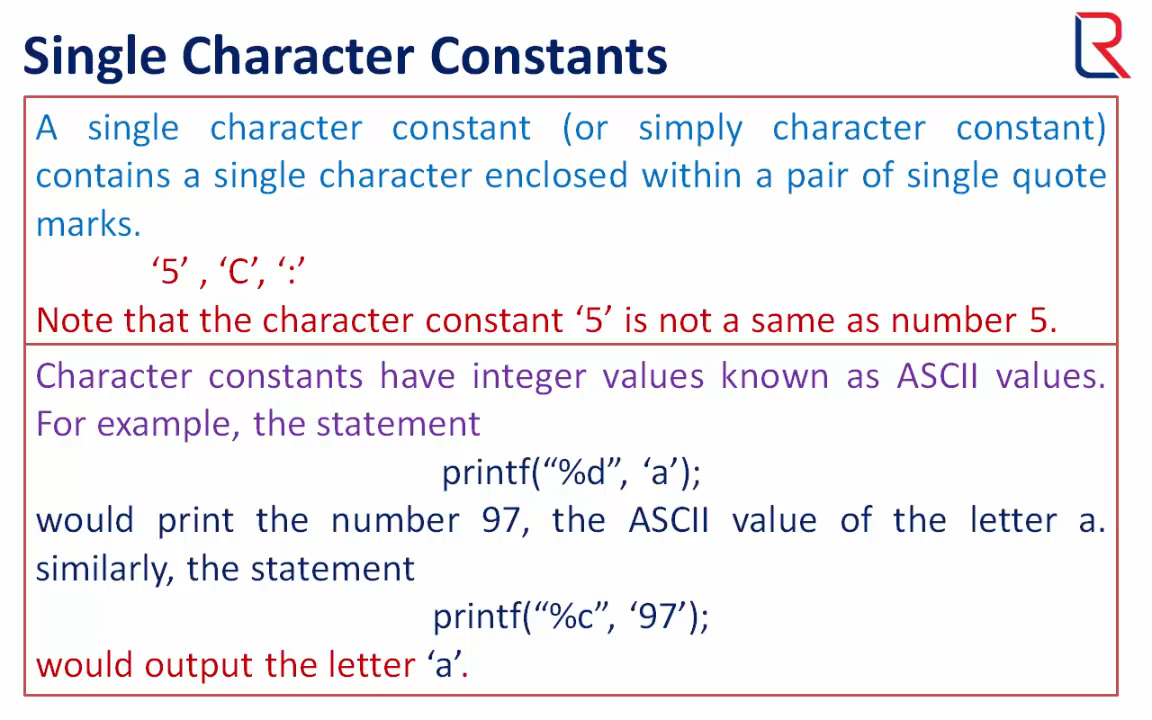 Single Character Constants
A single character constant (or simply character constant)
contains a single character enclosed within a pair of single quote
marks.
‘5’ , ‘C’, ‘:’
Note that the character constant ‘5’ is not a same as number 5.
Character constants have integer values known as ASCII values.
For example, the statement
printf(“%d”, ‘a’);
would print the number 97, the ASCII value of the letter a.
similarly, the statement
printf(“%c”, ‘97’);
would output the letter ‘a’.